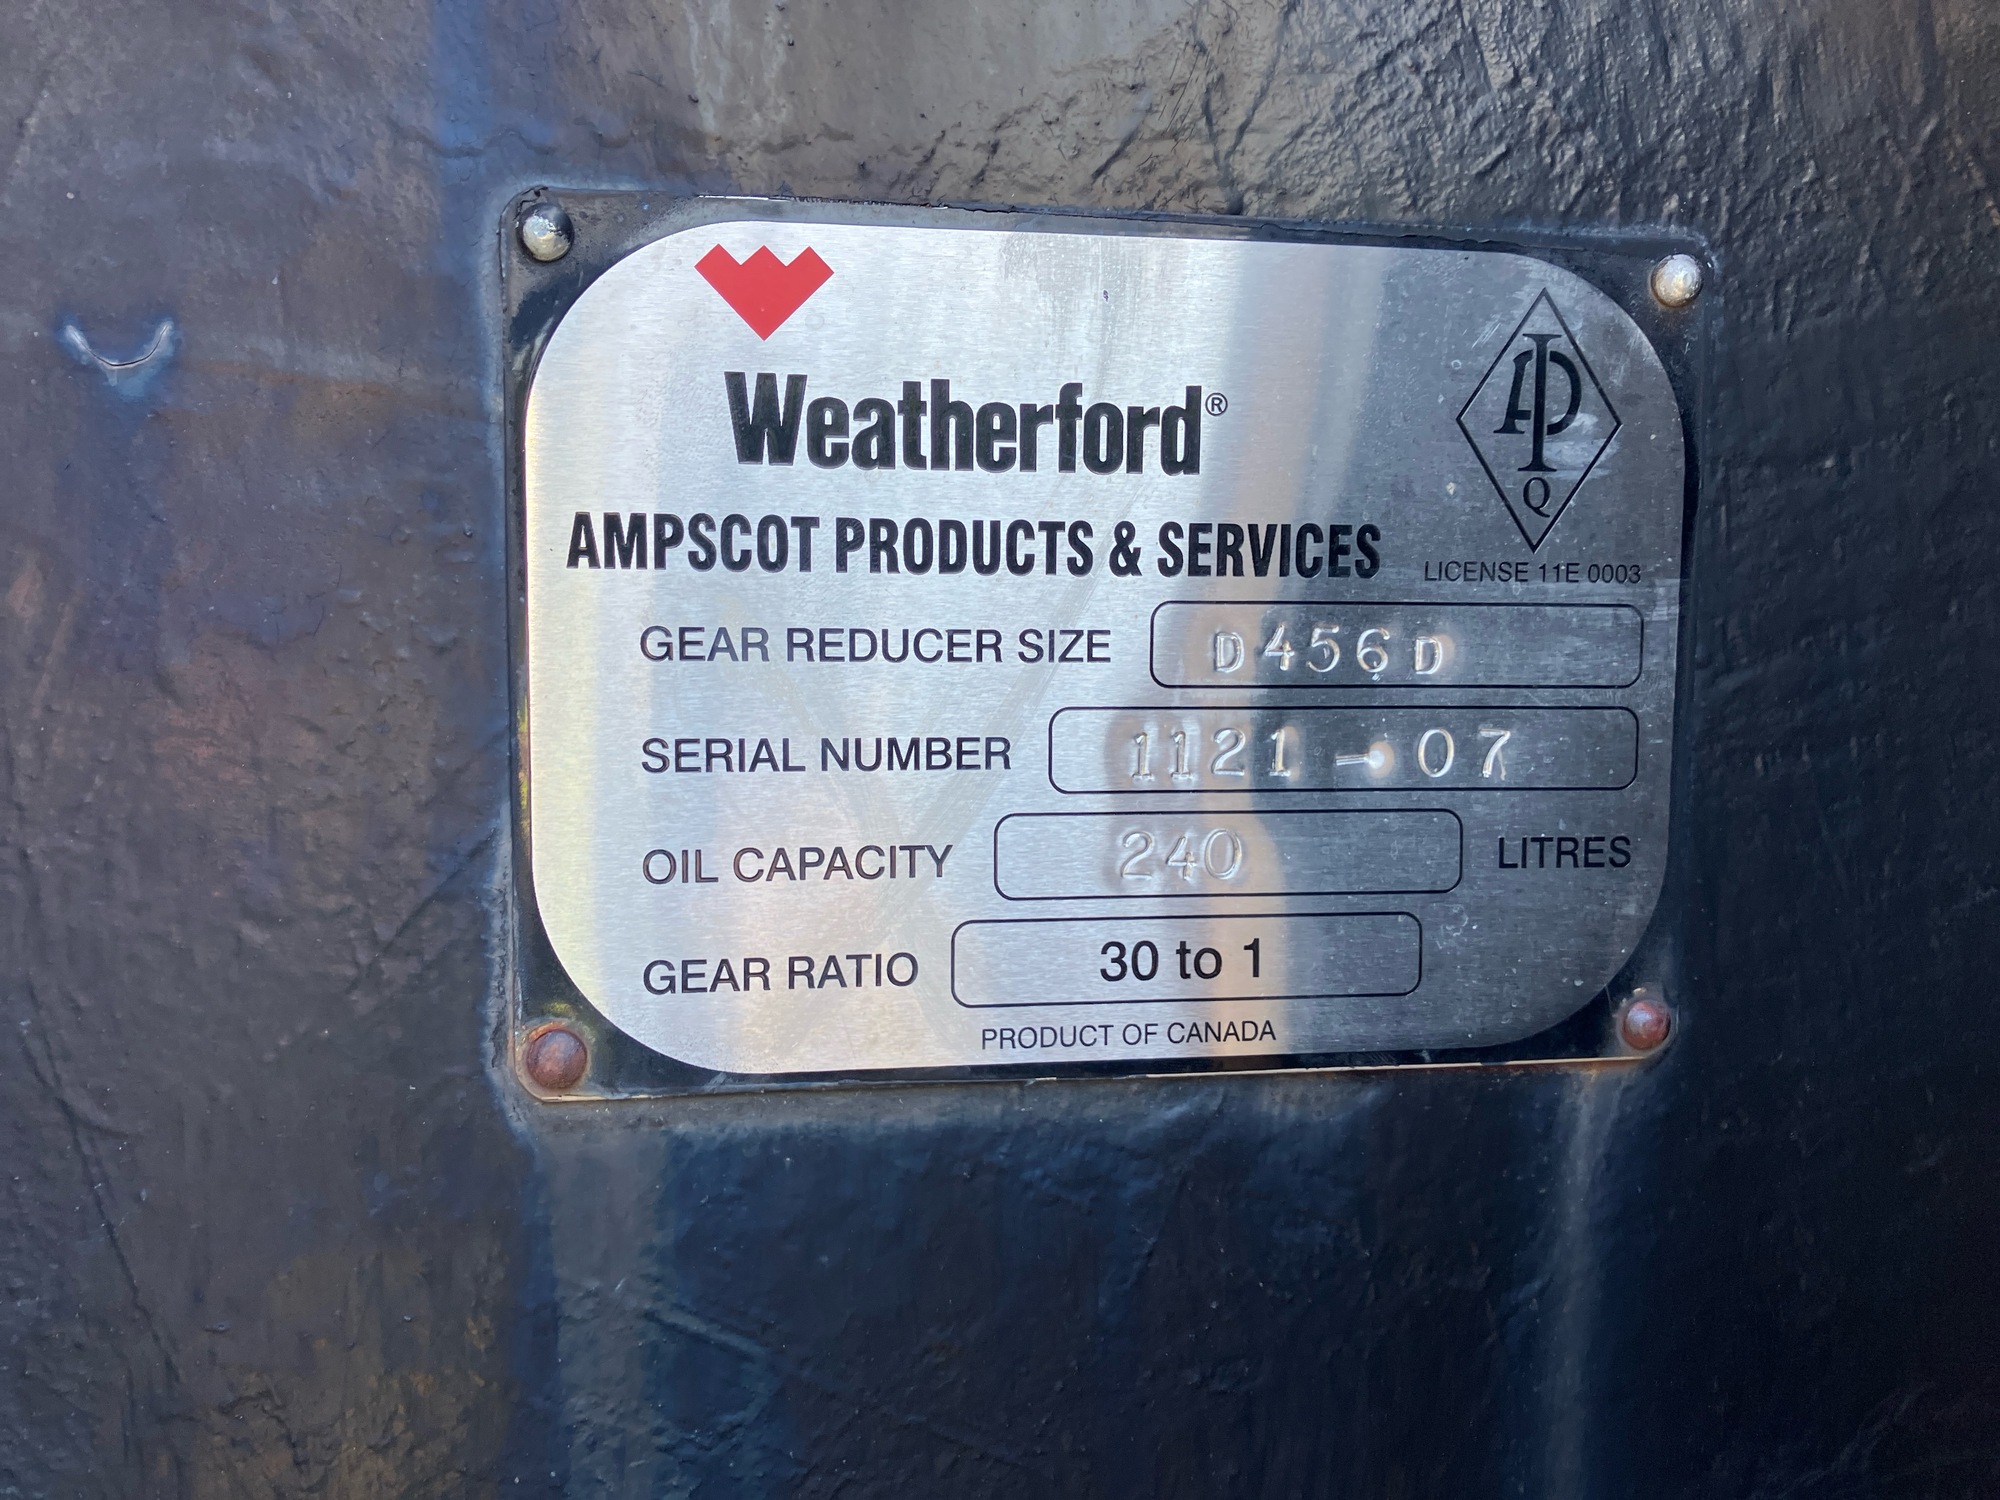 Weatherford®
API
Q
AMPSCOT PRODUCTS & SERVICES
LICENSE 11E 0003
GEAR REDUCER SIZE D456D
SERIAL NUMBER 1121-07
OIL CAPACITY 240 LITRES
GEAR RATIO 30 to 1
PRODUCT OF CANADA